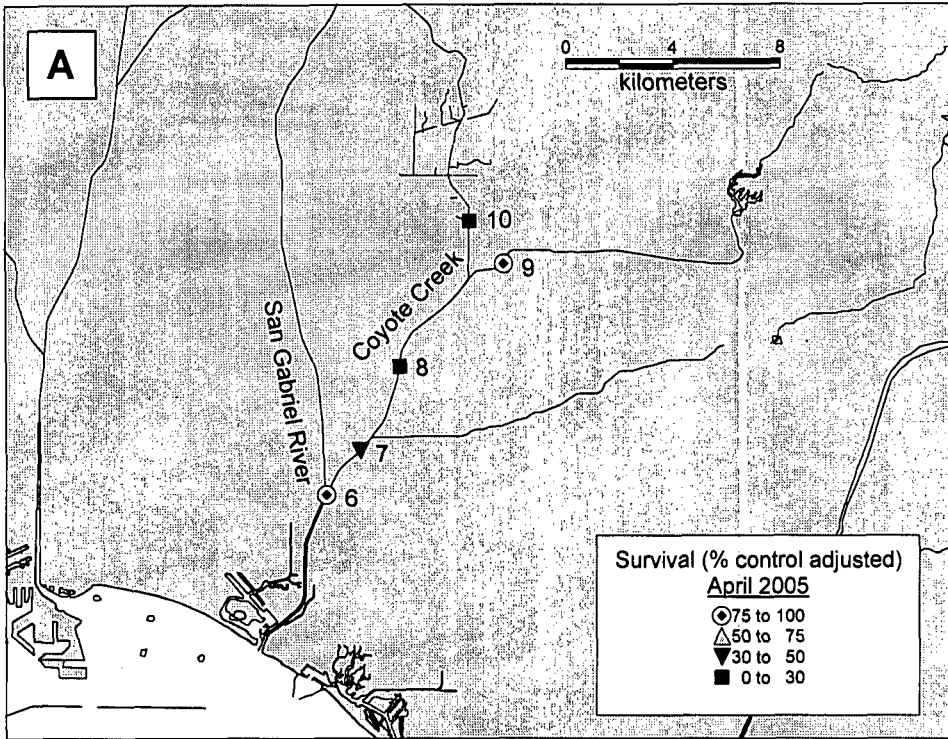 A
0 4 8
kilometers
10
9
Coyote Creek
San Gabriel River
8
7
6
Survival (% control adjusted)
April 2005
75 to 100
50 to 75
30 to 50
0 to 30